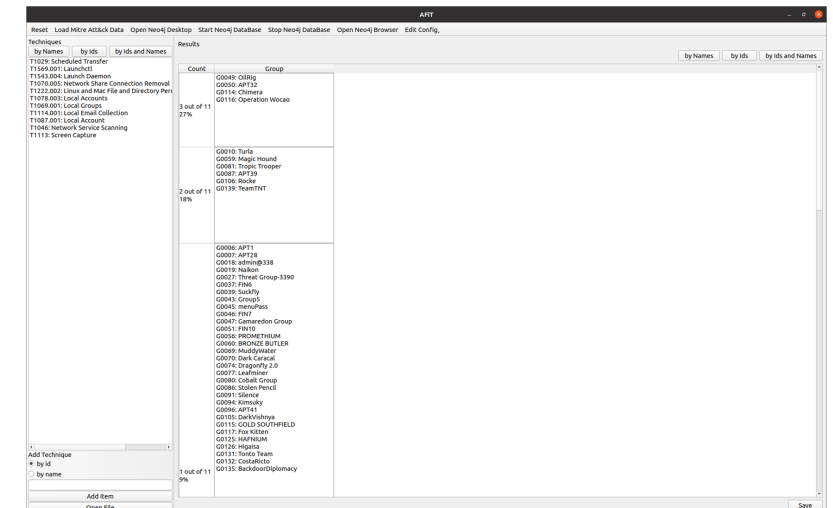 AFIT
Reset Load Mitre Att&ck Data Open Neo4j Desktop Start Neo4j DataBase Stop Neo4j DataBase Open Neo4j Browser Edit Config,
Techniques
by Names by Ids by Ids and Names
T1029: Scheduled Transfer
T1569.001: Launchctl
T1543.004: Launch Daemon
T1070.005: Network Share Connection Removal
T1222.002: Linux and Mac File and Directory Per
T1078.003: Local Accounts
T1069.001: Local Groups
T1114.001: Local Email Collection
T1087.001: Local Account
T1046: Network Service Scanning
T1113: Screen Capture
Add Technique
by id
by name
Add Item
Open File
Results
by Names by Ids by Ids and Names
Count Group
3 out of 11
27%
G0049: OilRig
G0050: APT32
G0114: Chimera
G0116: Operation Wocao
2 out of 11
18%
G0010: Turla
G0059: Magic Hound
G0081: Tropic Trooper
G0087: APT39
G0106: Rocke
G0139: TeamTNT
1 out of 11
9%
G0006: APT1
G0007: APT28
G0018: admin@338
G0019: Naikon
G0027: Threat Group-3390
G0037: FIN6
G0039: Suckfly
G0043: Group5
G0045: menuPass
G0046: FIN7
G0047: Gamaredon Group
G0051: FIN10
G0056: PROMETHIUM
G0060: BRONZE BUTLER
G0069: MuddyWater
G0070: Dark Caracal
G0074: Dragonfly 2.0
G0077: Leafminer
G0080: Cobalt Group
G0086: Stolen Pencil
G0091: Silence
G0094: Kimsuky
G0096: APT41
G0105: DarkVishnya
G0115: GOLD SOUTHFIELD
G0117: Fox Kitten
G0125: HAFNIUM
G0126: Higaisa
G0131: Tonto Team
G0132: CostaRicto
G0135: BackdoorDiplomacy
Save